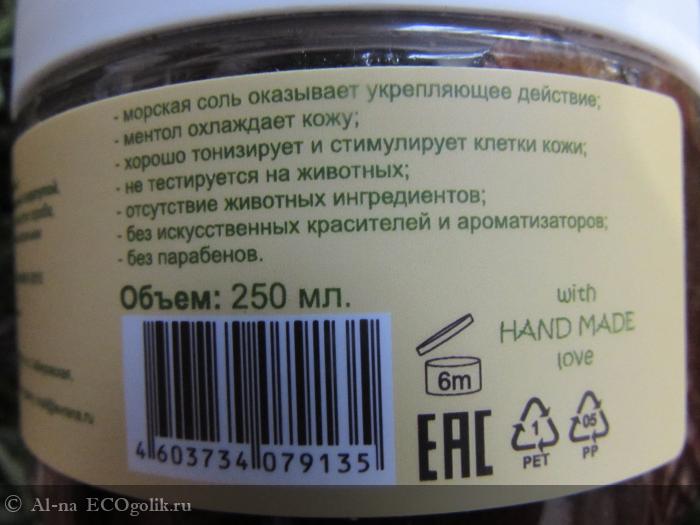 - морская соль оказывает укрепляющее действие;
- ментол охлаждает кожу;
- хорошо тонизирует и стимулирует клетки кожи;
- не тестируется на животных;
- отсутствие животных ингредиентов;
- без искусственных красителей и ароматизаторов;
- без парабенов.
Объем: 250 мл.
with
HAND MADE
love
6m
EAC
1
PET
05
PP
4603734079135
© Al-na ECOgolik.ru